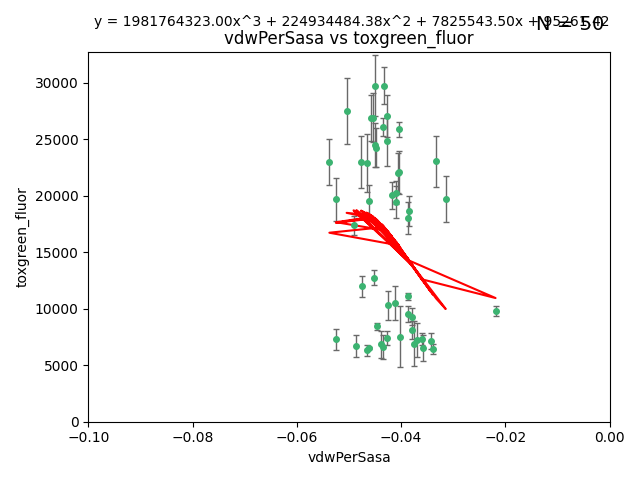 y = 1981764323.00x^3 + 224934484.38x^2 + 7825543.50x + 95261.42
N = 50
vdwPerSasa vs toxgreen_fluor
30000
25000
20000
15000
10000
5000
0
toxgreen_fluor
−0.10 −0.08 −0.06 −0.04 −0.02 0.00
vdwPerSasa